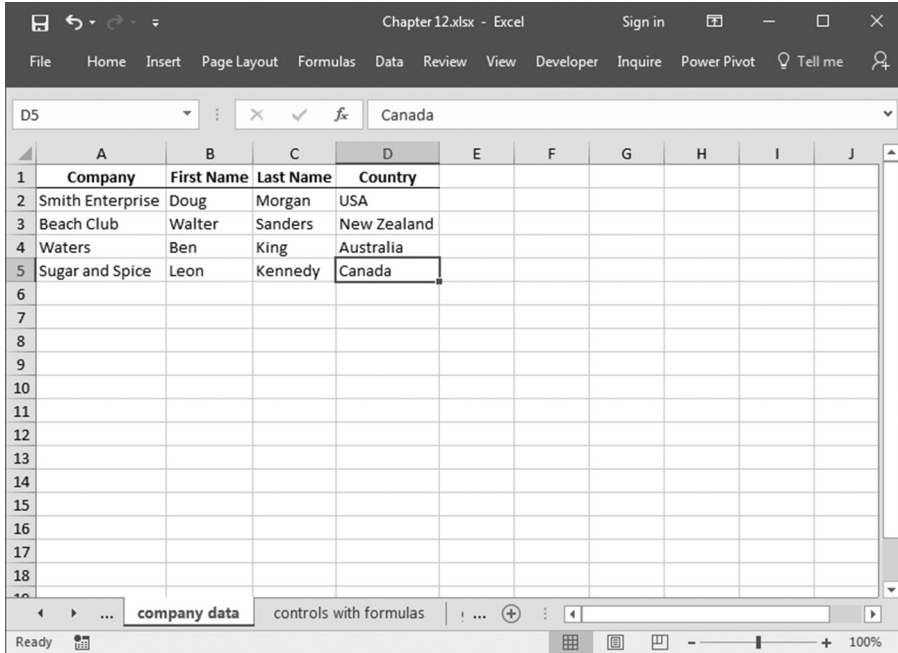 Chapter 12.xlsx - Excel Sign in
File Home Insert Page Layout Formulas Data Review View Developer Inquire Power Pivot Tell me
D5 fx Canada
A B C D E F G H I J
1 Company First Name Last Name Country
2 Smith Enterprise Doug Morgan USA
3 Beach Club Walter Sanders New Zealand
4 Waters Ben King Australia
5 Sugar and Spice Leon Kennedy Canada
6
7
8
9
10
11
12
13
14
15
16
17
18
... company data controls with formulas ...
Ready 100%